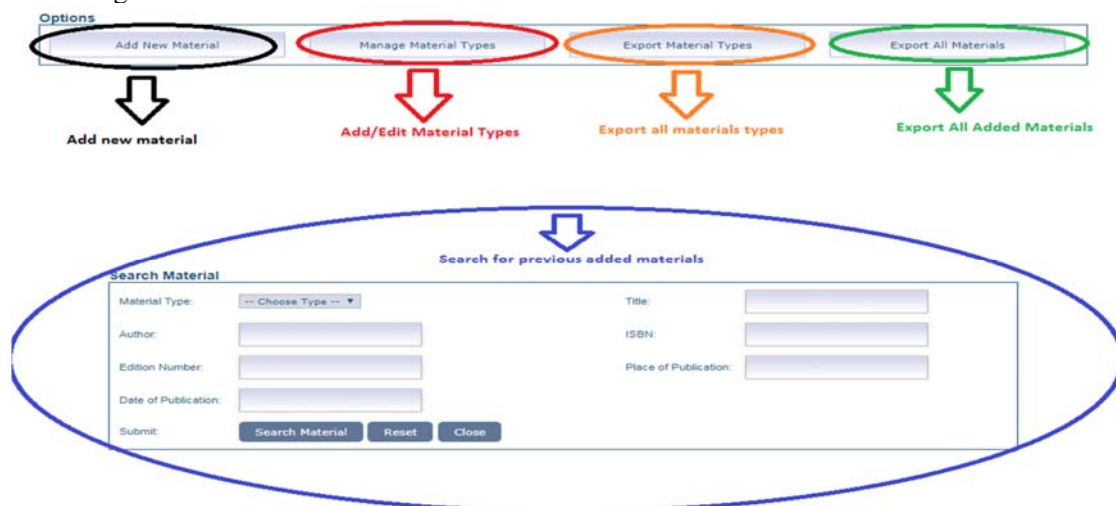 Options
Add New Material Manage Material Types Export Material Types Export All Materials
Add new material Add/Edit Material Types Export all materials types Export All Added Materials
Search for previous added materials
Search Material
Material Type: -- Choose Type -- Title:
Author: ISBN:
Edition Number: Place of Publication:
Date of Publication:
Submit: Search Material Reset Close